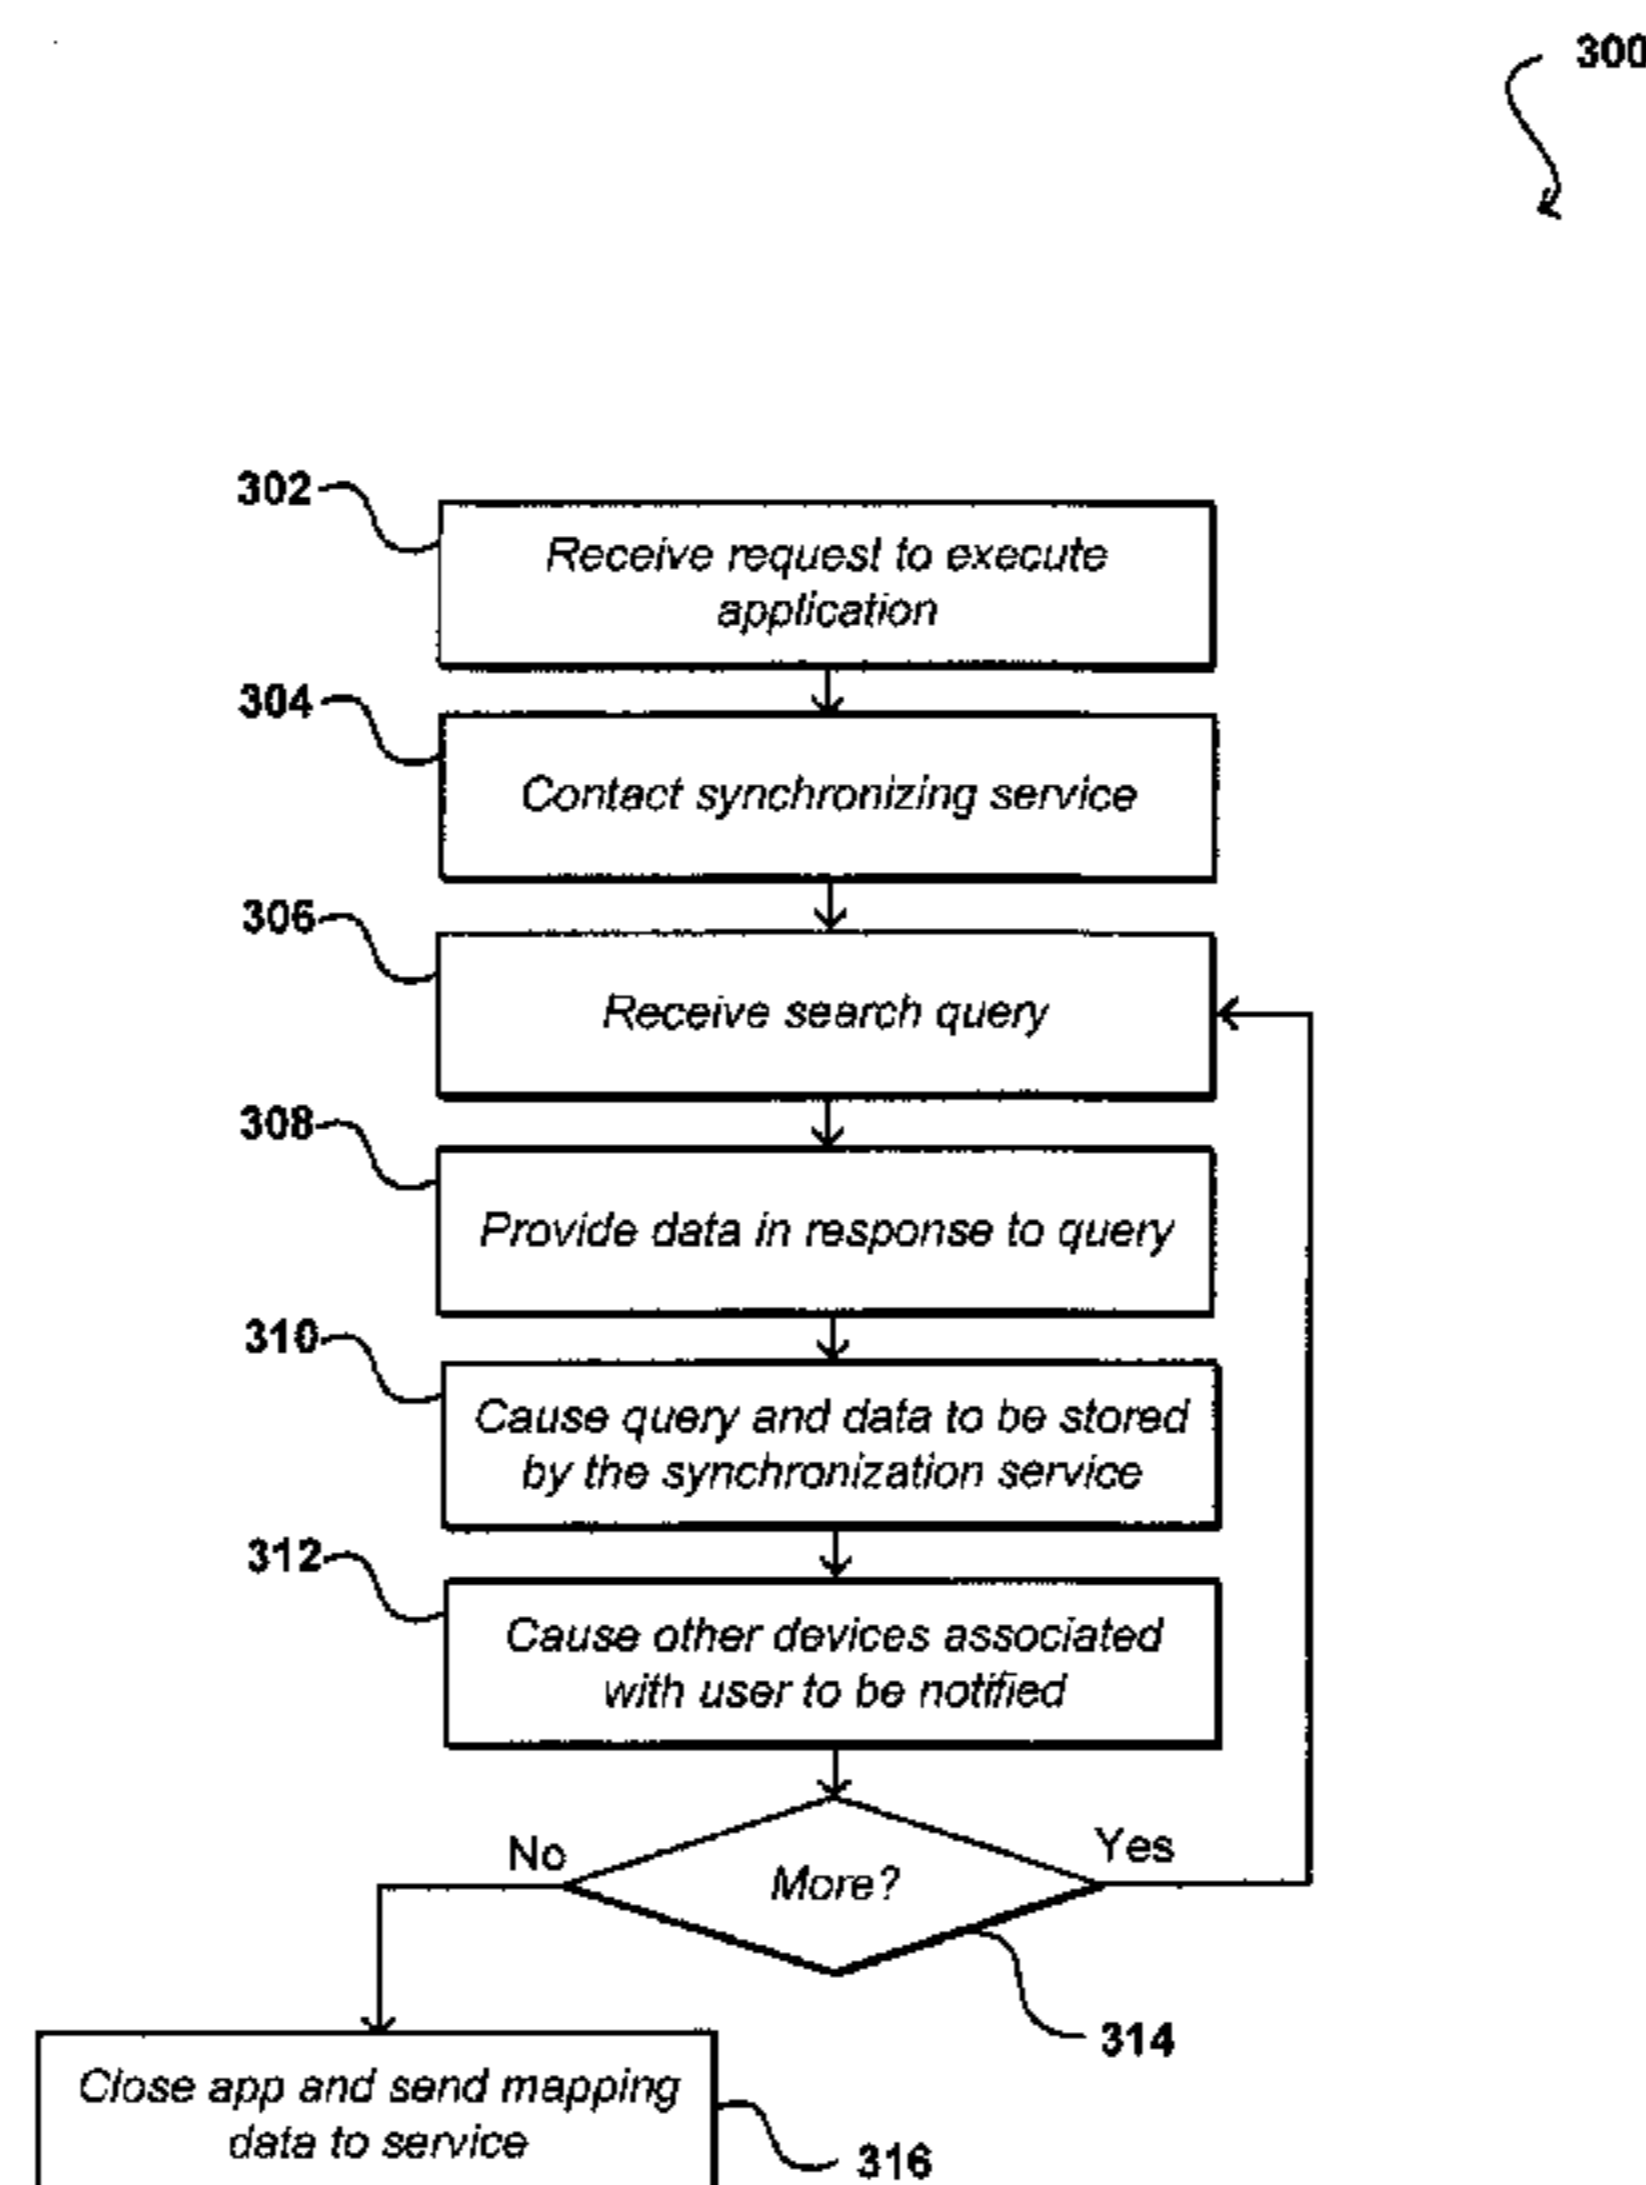 300
302
Receive request to execute
application
304
Contact synchronizing service
306
Receive search query
308
Provide data in response to query
310
Cause query and data to be stored
by the synchronization service
312
Cause other devices associated
with user to be notified
No
More?
Yes
314
Close app and send mapping
data to service
316